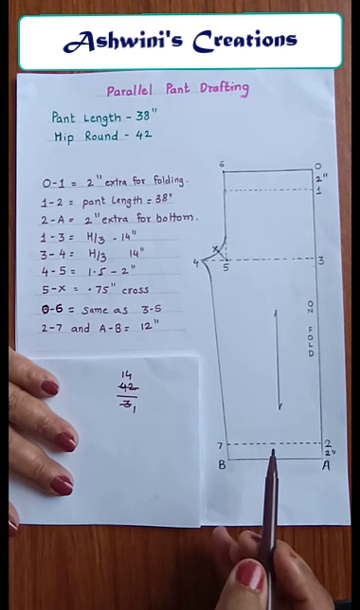 Ashwini's Creations
Parallel Pant Drafting
Pant Length - 38"
Hip Round - 42
0-1 = 2" extra for folding.
1-2 = pant Length = 38"
2-A = 2" extra for bottom.
1-3 = H/3 - 14"
3-4 = H/3 14"
4-5 = 1.5 - 2"
5-x = .75" cross
0-6 = same as 3-5
2-7 and A-B = 12"
14
42
3 1
6 0
2"
1
x
4 5 3
ON FOLD
7 2
2"
B A